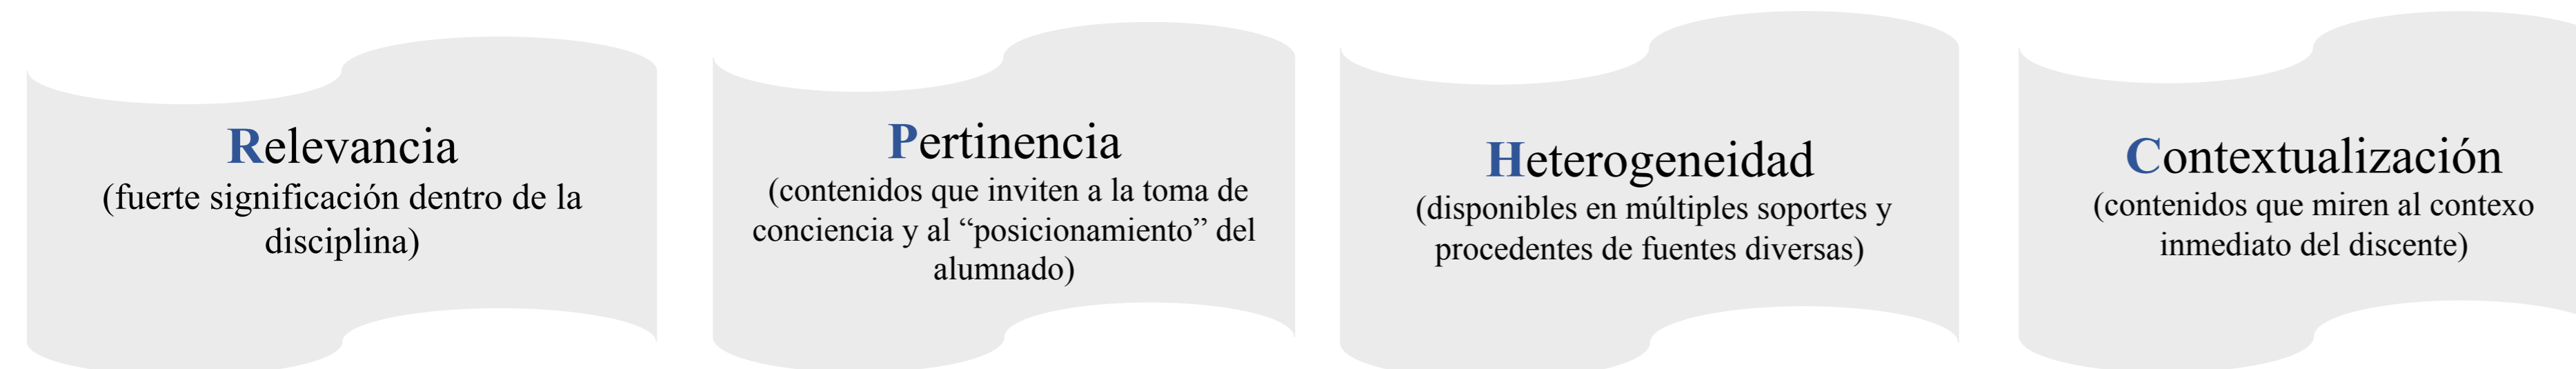 Relevancia
(fuerte significación dentro de la
disciplina)
Pertinencia
(contenidos que inviten a la toma de
conciencia y al “posicionamiento” del
alumnado)
Heterogeneidad
(disponibles en múltiples soportes y
procedentes de fuentes diversas)
Contextualización
(contenidos que miren al contexo
inmediato del discente)